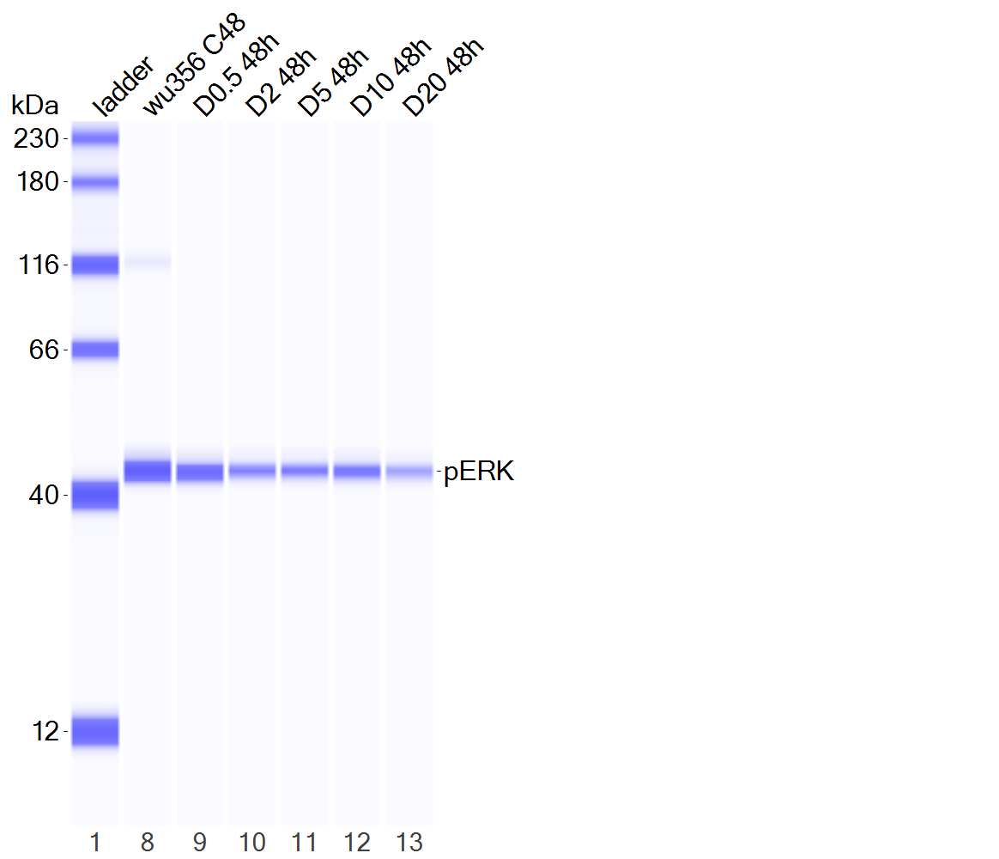 kDa
ladder
wu356 C48
D0.5 48h
D2 48h
D5 48h
D10 48h
D20 48h
230
180
116
66
pERK
40
12
1 8 9 10 11 12 13